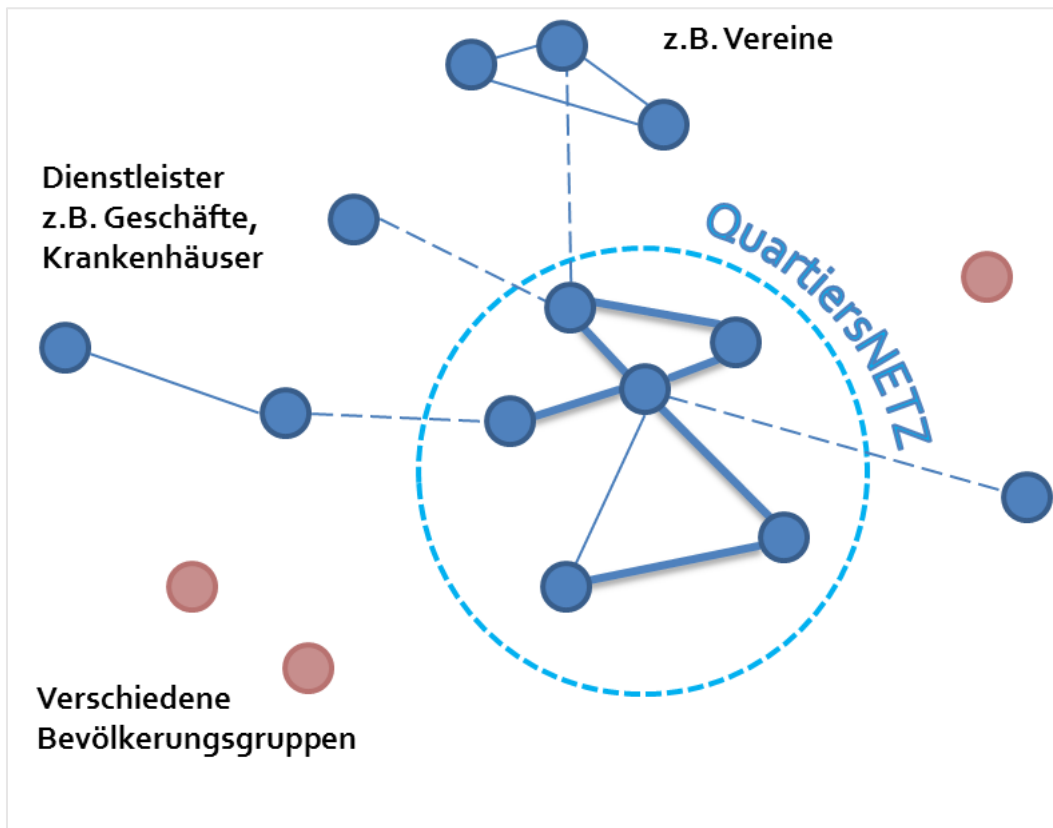 z.B. Vereine
Dienstleister
z.B. Geschäfte,
Krankenhäuser
QuartiersNETZ
Verschiedene
Bevölkerungsgruppen